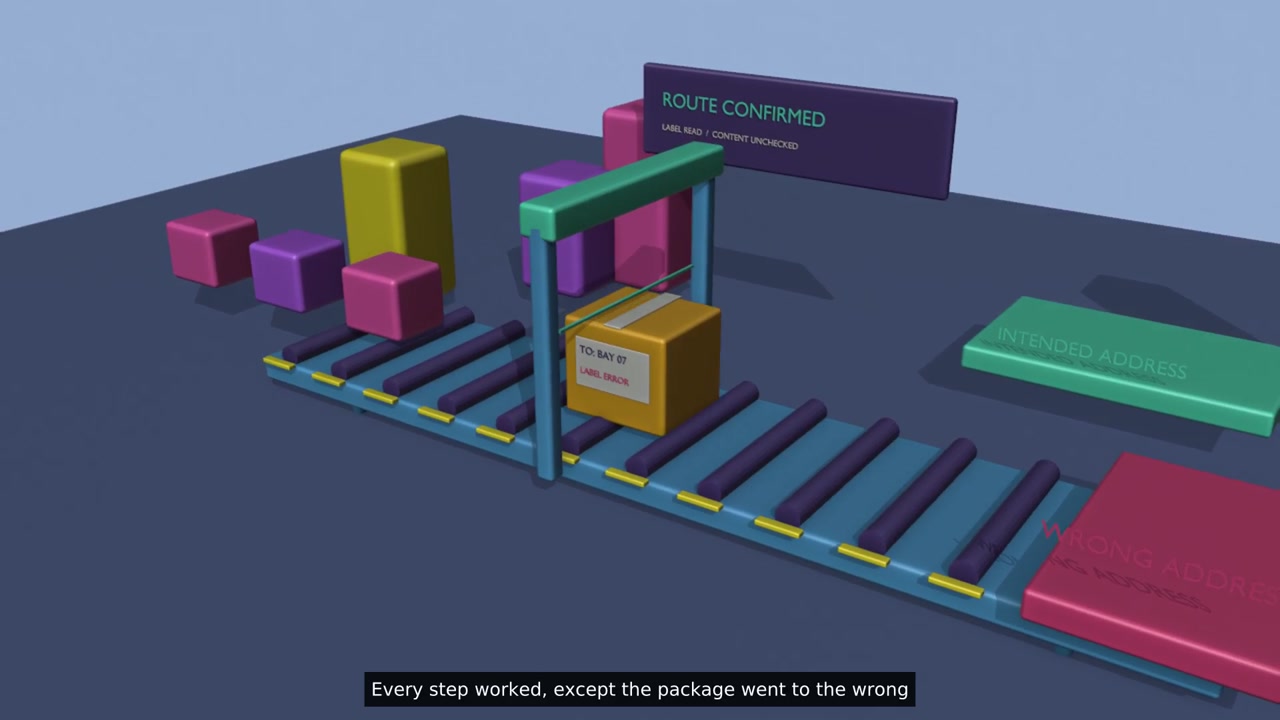 ROUTE CONFIRMED
LABEL READ / CONTENT UNCHECKED
TO: BAY 07
LABEL ERROR
INTENDED ADDRESS
WRONG ADDRES
Every step worked, except the package went to the wrong